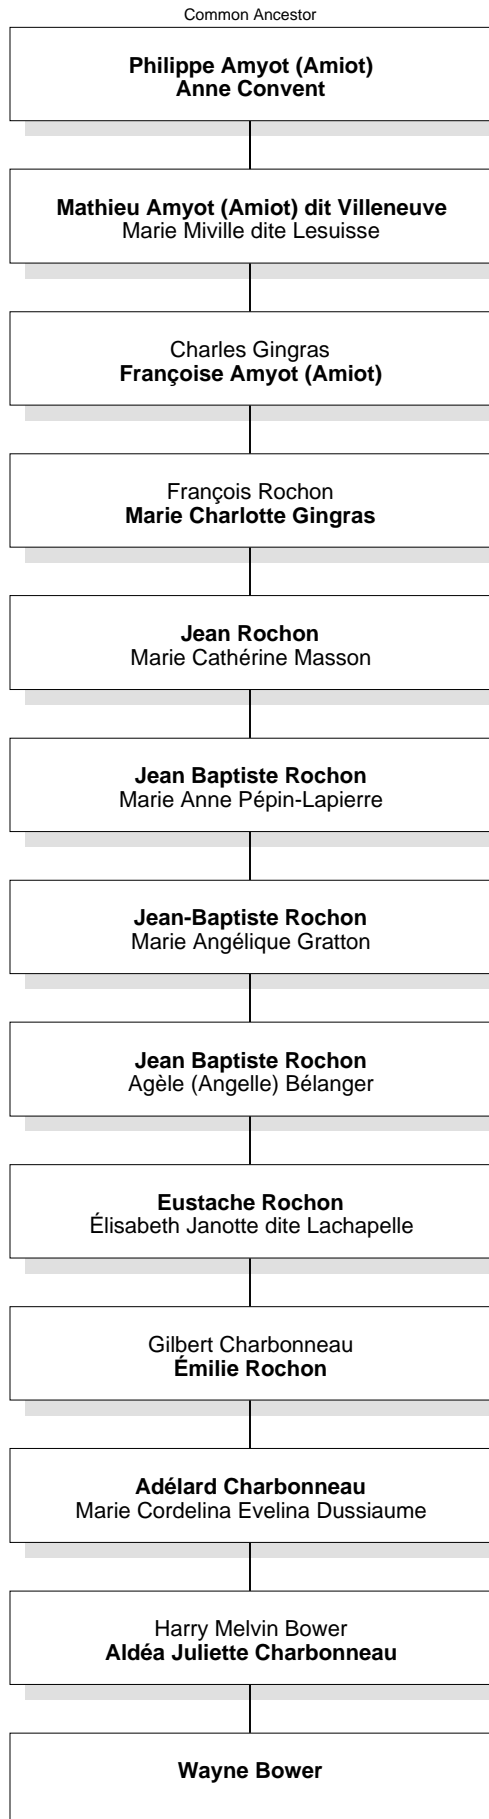 Common Ancestor
Philippe Amyot (Amiot)
Anne Convent
Mathieu Amyot (Amiot) dit Villeneuve
Marie Miville dite Lesuisse
Charles Gingras
Françoise Amyot (Amiot)
François Rochon
Marie Charlotte Gingras
Jean Rochon
Marie Cathérine Masson
Jean Baptiste Rochon
Marie Anne Pépin-Lapierre
Jean-Baptiste Rochon
Marie Angélique Gratton
Jean Baptiste Rochon
Agèle (Angelle) Bélanger
Eustache Rochon
Élisabeth Janotte dite Lachapelle
Gilbert Charbonneau
Émilie Rochon
Adélard Charbonneau
Marie Cordelina Evelina Dussiaume
Harry Melvin Bower
Aldéa Juliette Charbonneau
Wayne Bower